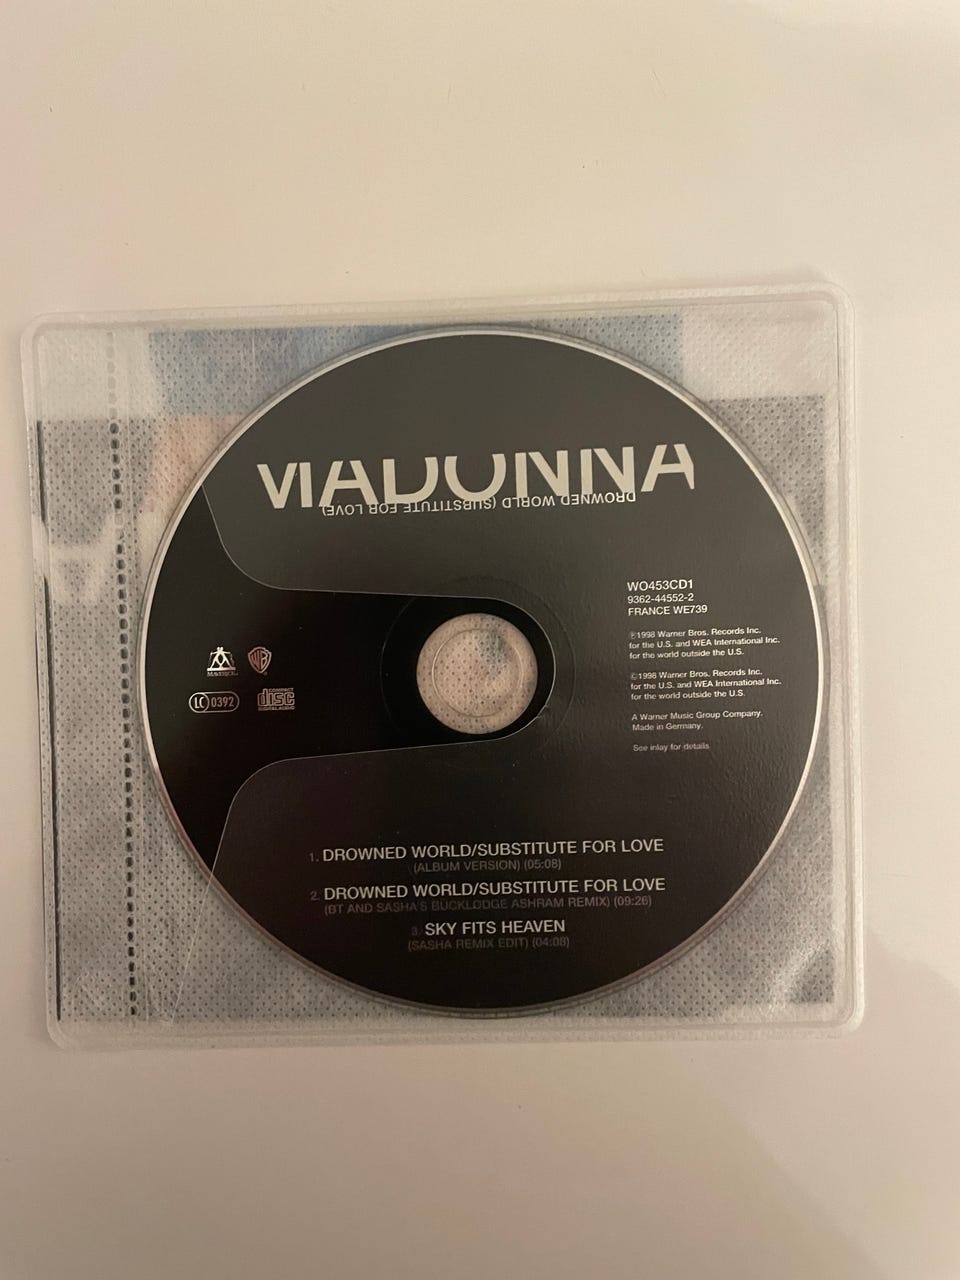 MADONNA
DROWNED WORLD (SUBSTITUTE FOR LOVE)
WO453CD1
9362-44552-2
FRANCE WE739
℗1998 Warner Bros. Records Inc.
for the U.S. and WEA International Inc.
for the world outside the U.S.
©1998 Warner Bros. Records Inc.
for the U.S. and WEA International Inc.
for the world outside the U.S.
A Warner Music Group Company.
Made in Germany.
See inlay for details
MAVERICK
WB
LC 0392
COMPACT
disc
DIGITAL AUDIO
1. DROWNED WORLD/SUBSTITUTE FOR LOVE
(ALBUM VERSION) (05:08)
2. DROWNED WORLD/SUBSTITUTE FOR LOVE
(BT AND SASHA'S BUCKLODGE ASHRAM REMIX) (09:26)
3. SKY FITS HEAVEN
(SASHA REMIX EDIT) (04:08)